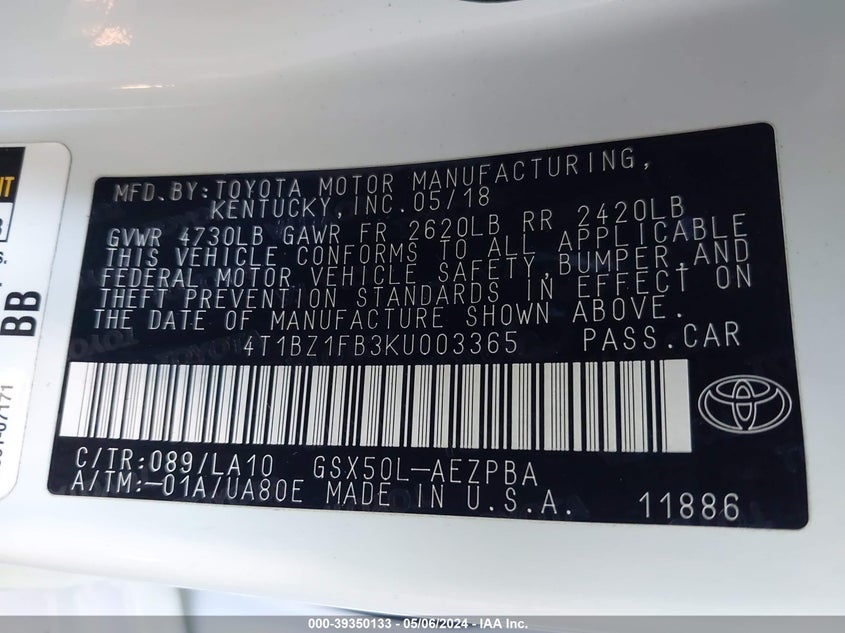 MFD. BY: TOYOTA MOTOR MANUFACTURING,
KENTUCKY, INC. 05/18
GVWR 4730LB GAWR FR 2620LB RR 2420LB
THIS VEHICLE CONFORMS TO ALL APPLICABLE
FEDERAL MOTOR VEHICLE SAFETY, BUMPER, AND
THEFT PREVENTION STANDARDS IN EFFECT ON
THE DATE OF MANUFACTURE SHOWN ABOVE.
4T1BZ1FB3KU003365 PASS.CAR
C/TR:089/LA10 GSX50L-AEZPBA
A/TM:-01A/UA80E MADE IN U.S.A. 11886
BB
000-39350133 - 05/06/2024 - IAA Inc.